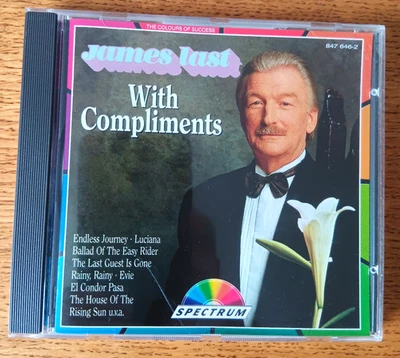 THE COLOURS OF SUCCESS
847 646-2
James Last
With
Compliments
Endless Journey · Luciana
Ballad Of The Easy Rider
The Last Guest Is Gone
Rainy, Rainy · Evie
El Condor Pasa
The House Of The
Rising Sun u.v.a.
SPECTRUM